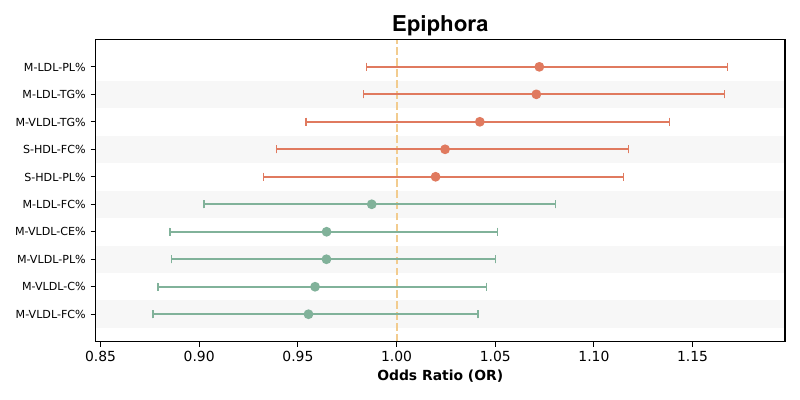 Epiphora
M-LDL-PL%
M-LDL-TG%
M-VLDL-TG%
S-HDL-FC%
S-HDL-PL%
M-LDL-FC%
M-VLDL-CE%
M-VLDL-PL%
M-VLDL-C%
M-VLDL-FC%
0.85 0.90 0.95 1.00 1.05 1.10 1.15
Odds Ratio (OR)